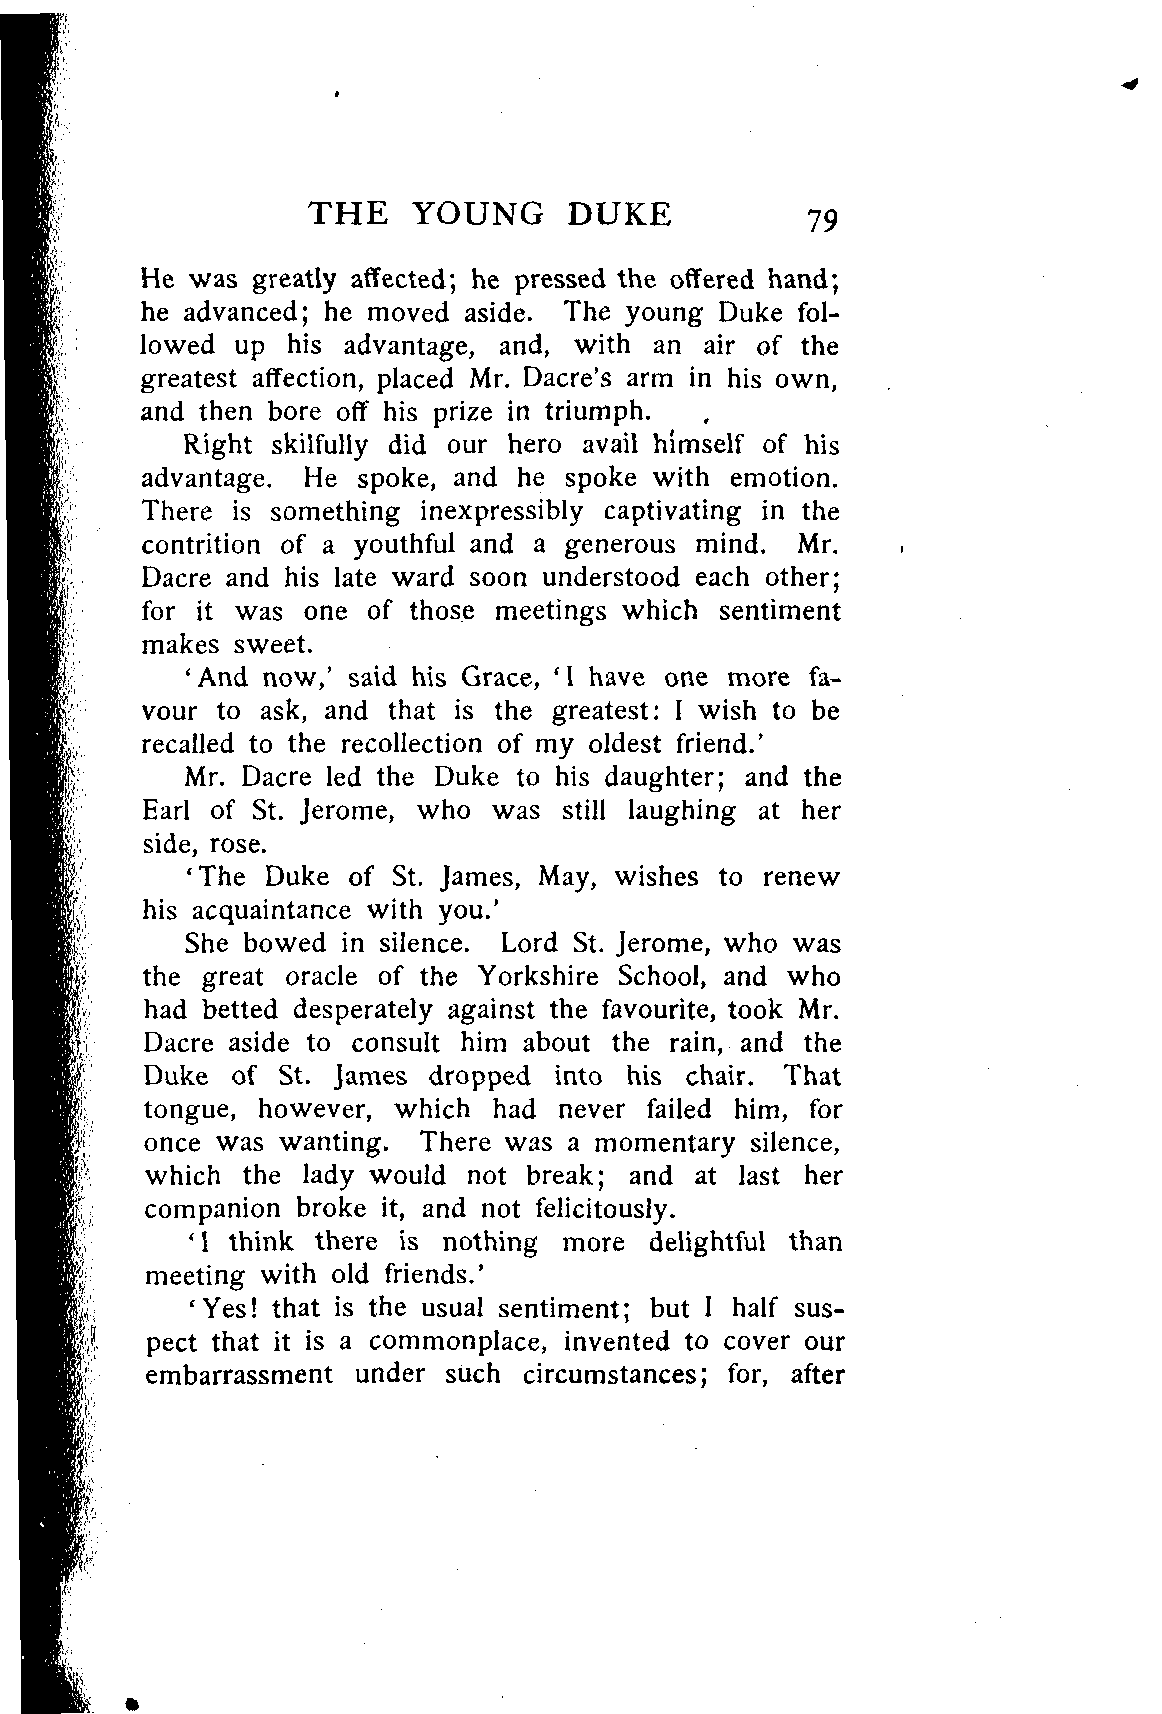 THE YOUNG DUKE 79
He was greatly affected; he pressed the offered hand;
he advanced; he moved aside. The young Duke fol-
lowed up his advantage, and, with an air of the
greatest affection, placed Mr. Dacre's arm in his own,
and then bore off his prize in triumph.
Right skilfully did our hero avail himself of his
advantage. He spoke, and he spoke with emotion.
There is something inexpressibly captivating in the
contrition of a youthful and a generous mind. Mr.
Dacre and his late ward soon understood each other;
for it was one of those meetings which sentiment
makes sweet.
'And now,' said his Grace, 'I have one more fa-
vour to ask, and that is the greatest: I wish to be
recalled to the recollection of my oldest friend.'
Mr. Dacre led the Duke to his daughter; and the
Earl of St. Jerome, who was still laughing at her
side, rose.
'The Duke of St. James, May, wishes to renew
his acquaintance with you.'
She bowed in silence. Lord St. Jerome, who was
the great oracle of the Yorkshire School, and who
had betted desperately against the favourite, took Mr.
Dacre aside to consult him about the rain, and the
Duke of St. James dropped into his chair. That
tongue, however, which had never failed him, for
once was wanting. There was a momentary silence,
which the lady would not break; and at last her
companion broke it, and not felicitously.
'I think there is nothing more delightful than
meeting with old friends.'
'Yes! that is the usual sentiment; but I half sus-
pect that it is a commonplace, invented to cover our
embarrassment under such circumstances; for, after